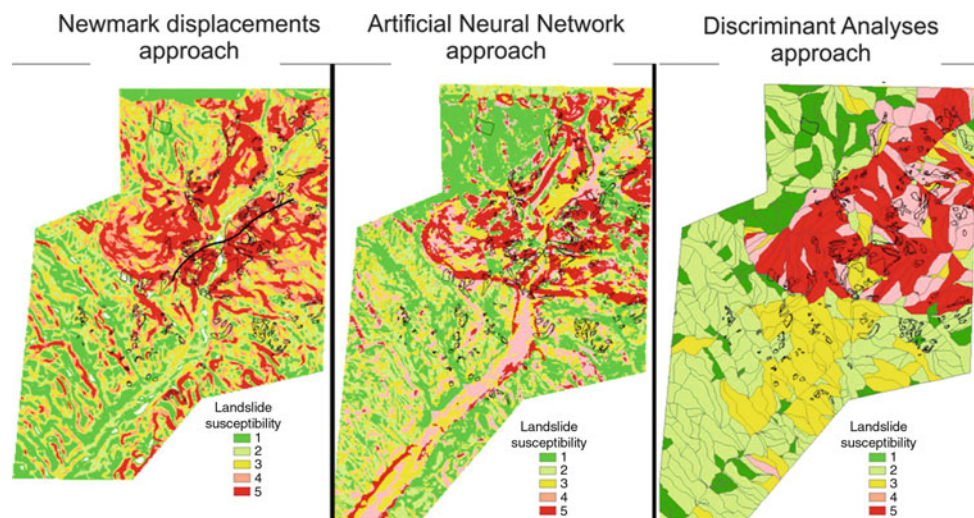 Newmark displacements
approach
Artificial Neural Network
approach
Discriminant Analyses
approach
Landslide
susceptibility
1
2
3
4
5
Landslide
susceptibility
1
2
3
4
5
Landslide
susceptibility
1
2
3
4
5